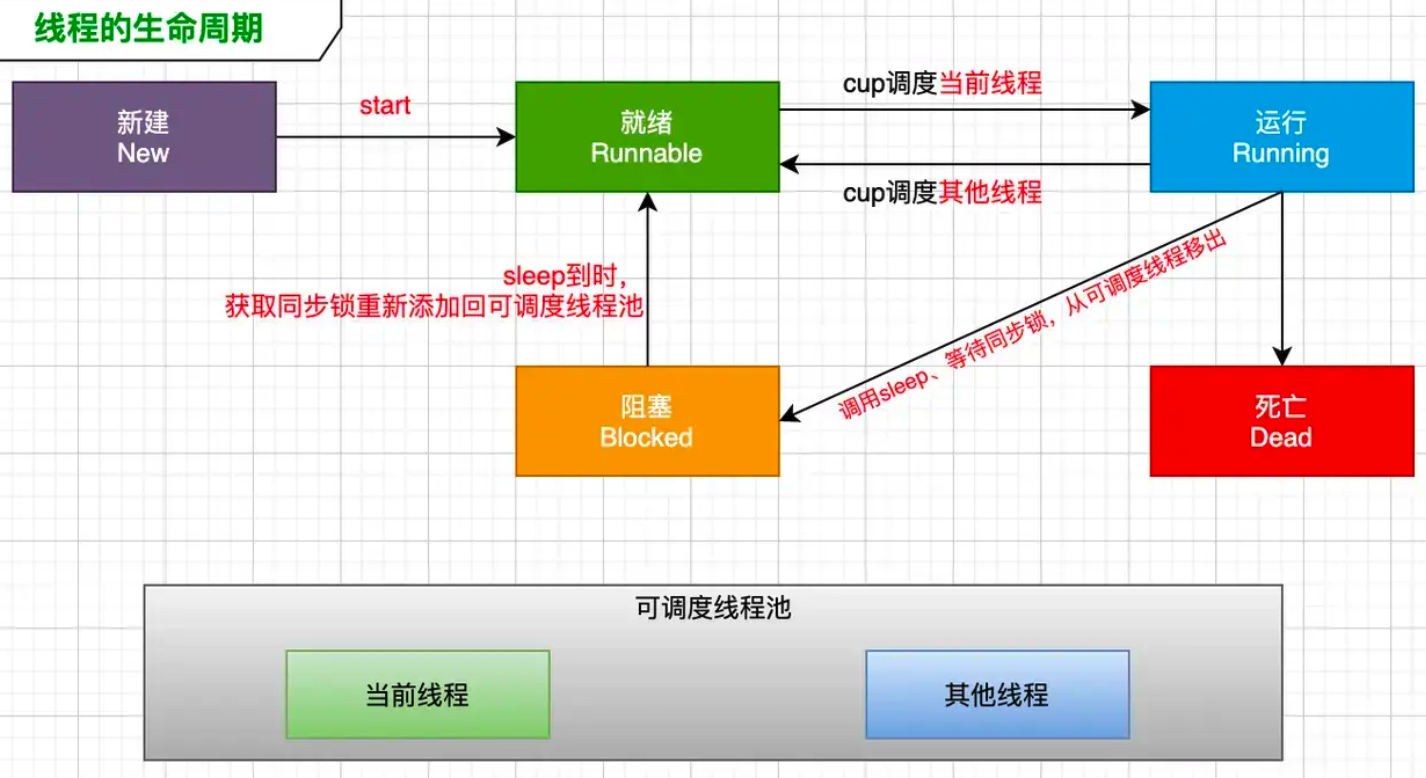 线程的生命周期
新建
New
start
就绪
Runnable
cup调度当前线程
cup调度其他线程
运行
Running
sleep到时,
获取同步锁重新添加回可调度线程池
调用sleep、等待同步锁，从可调度线程移出
阻塞
Blocked
死亡
Dead
可调度线程池
当前线程
其他线程